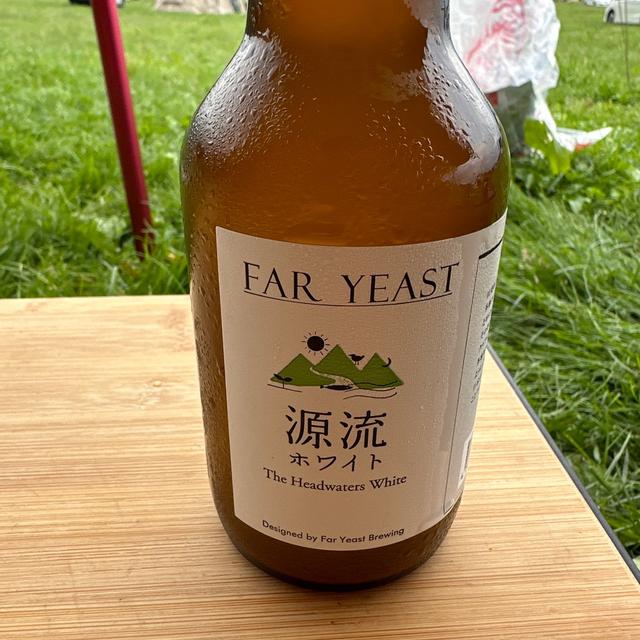 FAR YEAST
源流
ホワイト
The Headwaters White
Designed by Far Yeast Brewing